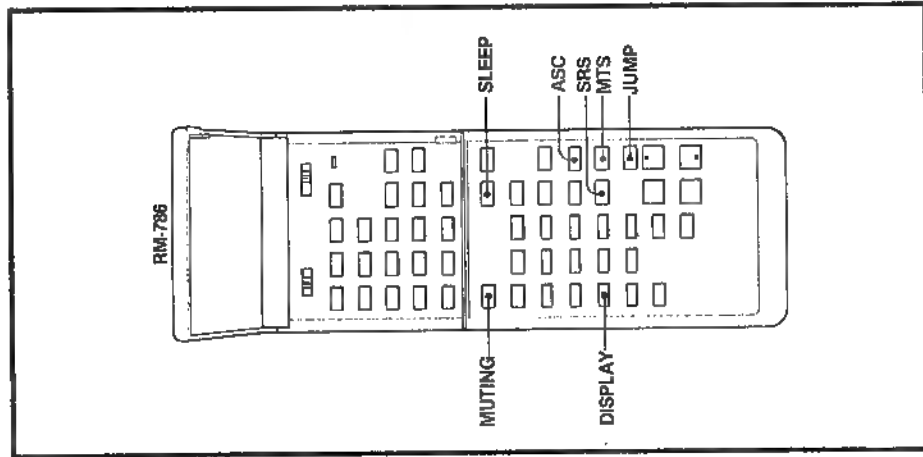 RM-786
SLEEP
ASC
SRS
MTS
JUMP
MUTING
DISPLAY